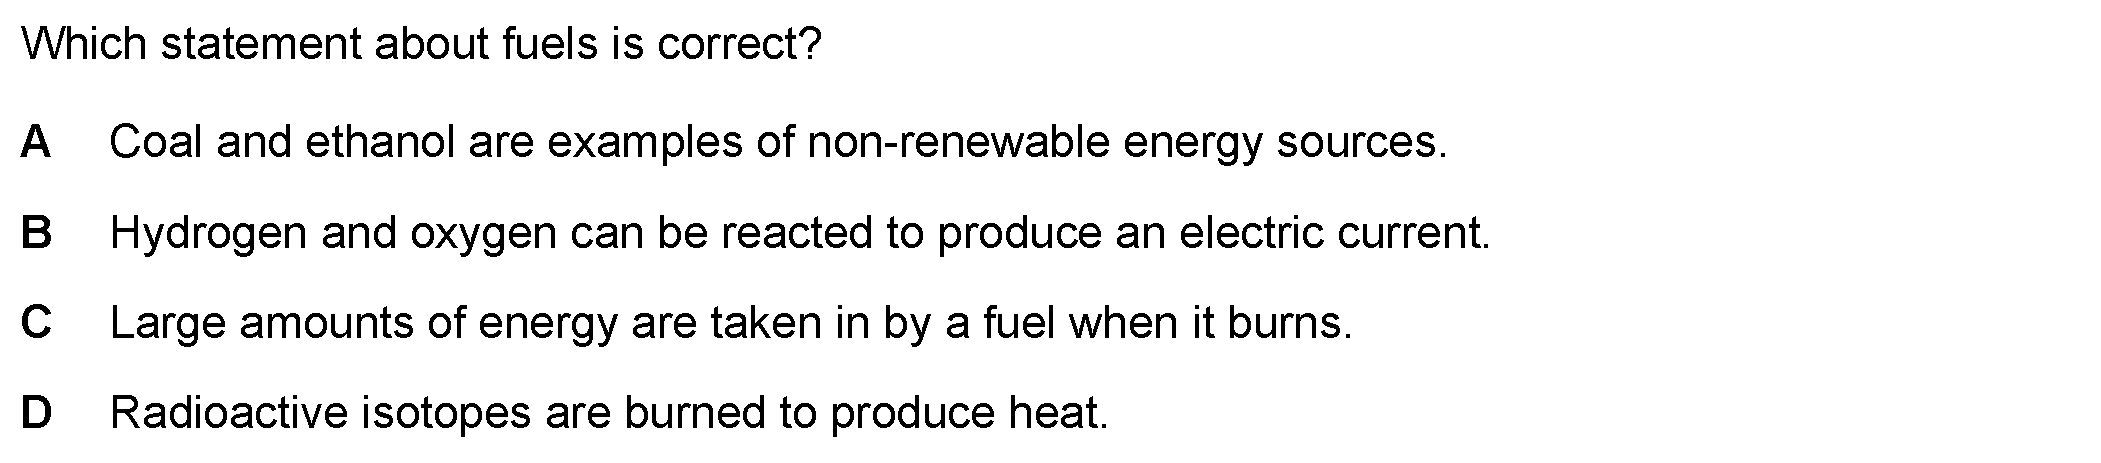 Which statement about fuels is correct?
A Coal and ethanol are examples of non-renewable energy sources.
B Hydrogen and oxygen can be reacted to produce an electric current.
C Large amounts of energy are taken in by a fuel when it burns.
D Radioactive isotopes are burned to produce heat.